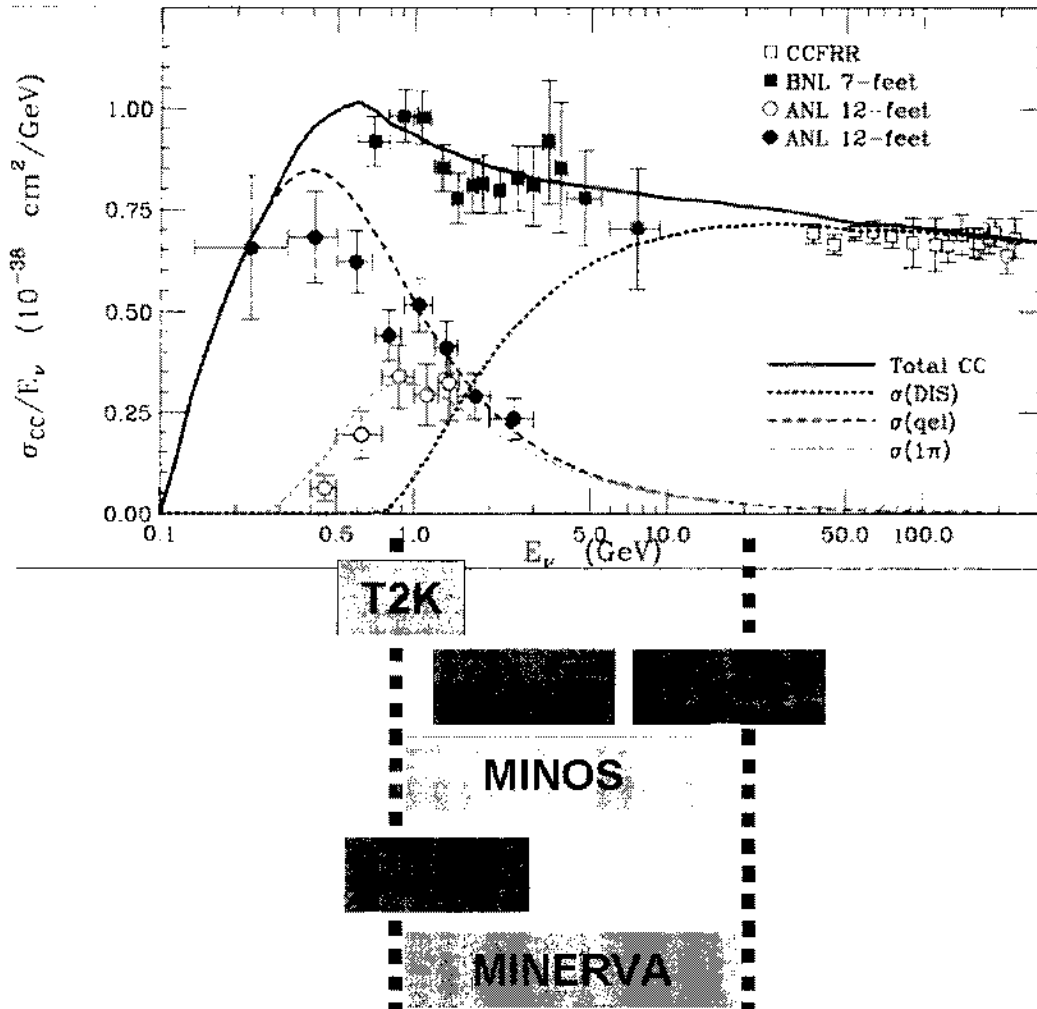 1.00
0.75
0.50
0.25
0.00
σ_CC/E_ν (10^-38 cm^2/GeV)
□ CCFRR
■ BNL 7-feet
○ ANL 12-feet
● ANL 12-feet
Total CC
σ(DIS)
σ(qel)
σ(1π)
0.1 0.5 1.0 5.0 10.0 50.0 100.0
E_ν (GeV)
T2K
MINOS
MINERVA